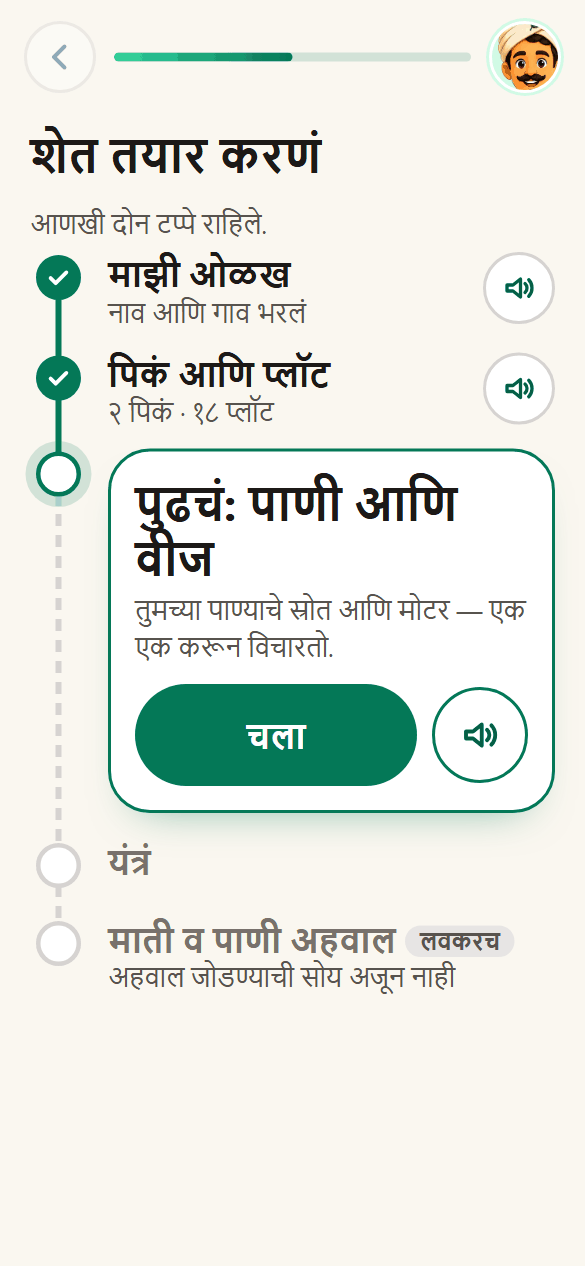 शेत तयार करणं
आणखी दोन टप्पे राहिले.
माझी ओळख
नाव आणि गाव भरलं
पिकं आणि प्लॉट
२ पिकं · १८ प्लॉट
पुढचं: पाणी आणि
वीज
तुमच्या पाण्याचे स्रोत आणि मोटर — एक
एक करून विचारतो.
चला
यंत्रं
माती व पाणी अहवाल लवकरच
अहवाल जोडण्याची सोय अजून नाही